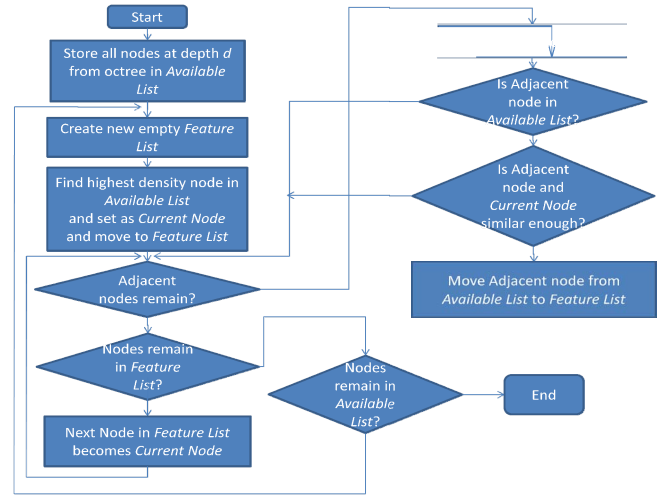 Start
Store all nodes at depth d
from octree in Available
List
Create new empty Feature
List
Find highest density node in
Available List
and set as Current Node
and move to Feature List
Adjacent
nodes remain?
Nodes remain
in Feature
List?
Next Node in Feature List
becomes Current Node
Nodes
remain in
Available
List?
End
Is Adjacent
node in
Available List?
Is Adjacent
node and
Current Node
similar enough?
Move Adjacent node from
Available List to Feature List